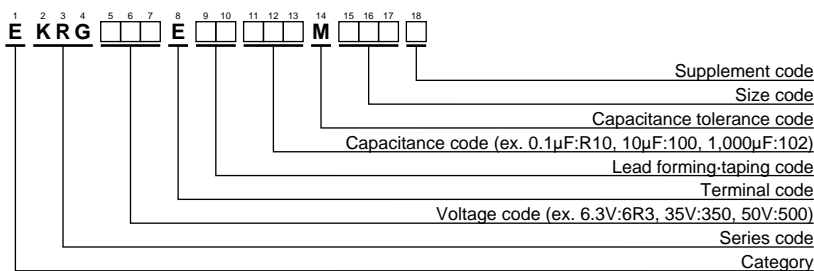 1 2 3 4 5 6 7 8 9 10 11 12 13 14 15 16 17 18
E KRG □□□ E □□ □□□ M □□□ □
Supplement code
Size code
Capacitance tolerance code
Capacitance code (ex. 0.1µF:R10, 10µF:100, 1,000µF:102)
Lead forming·taping code
Terminal code
Voltage code (ex. 6.3V:6R3, 35V:350, 50V:500)
Series code
Category